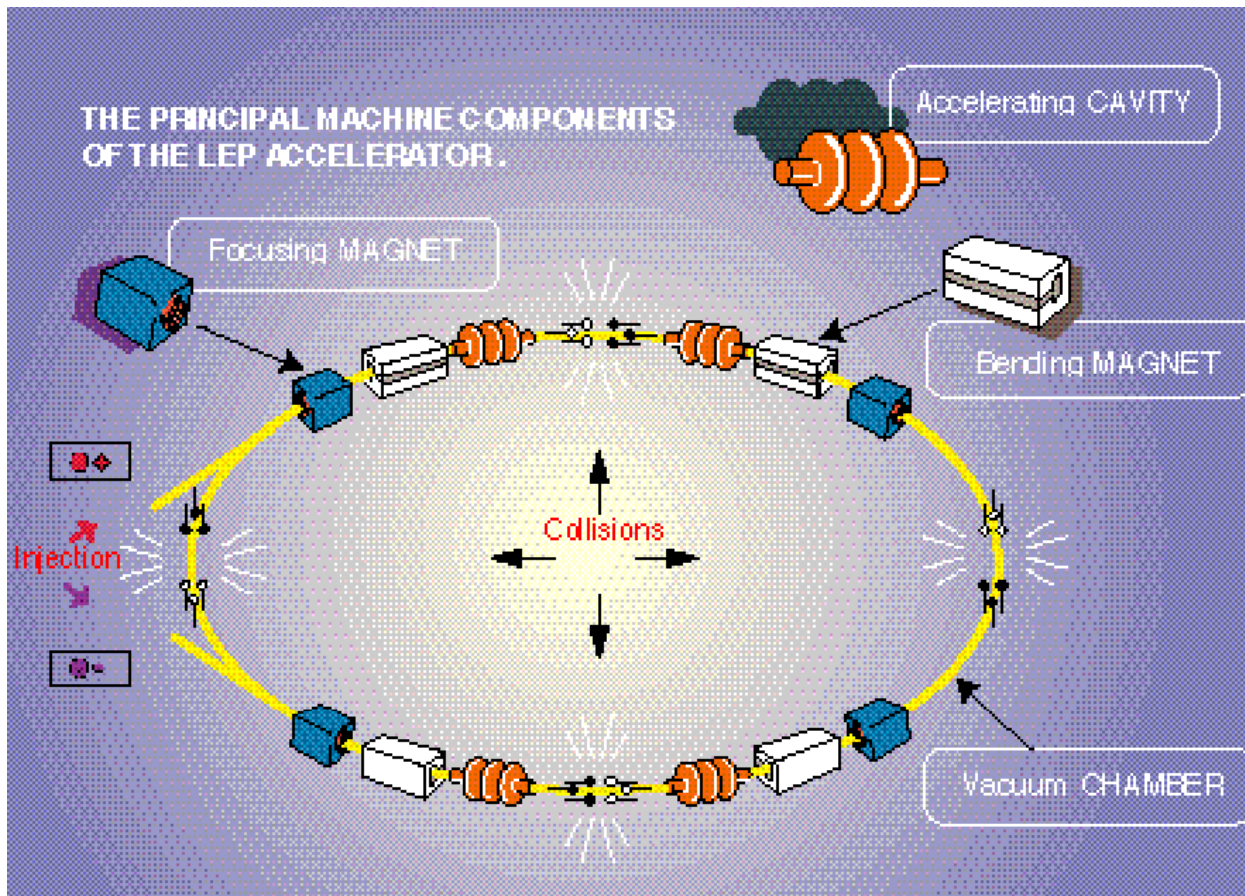 THE PRINCIPAL MACHINE COMPONENTS
OF THE LEP ACCELERATOR.
Accelerating CAVITY
Focusing MAGNET
Bending MAGNET
Collisions
Injection
Vacuum CHAMBER